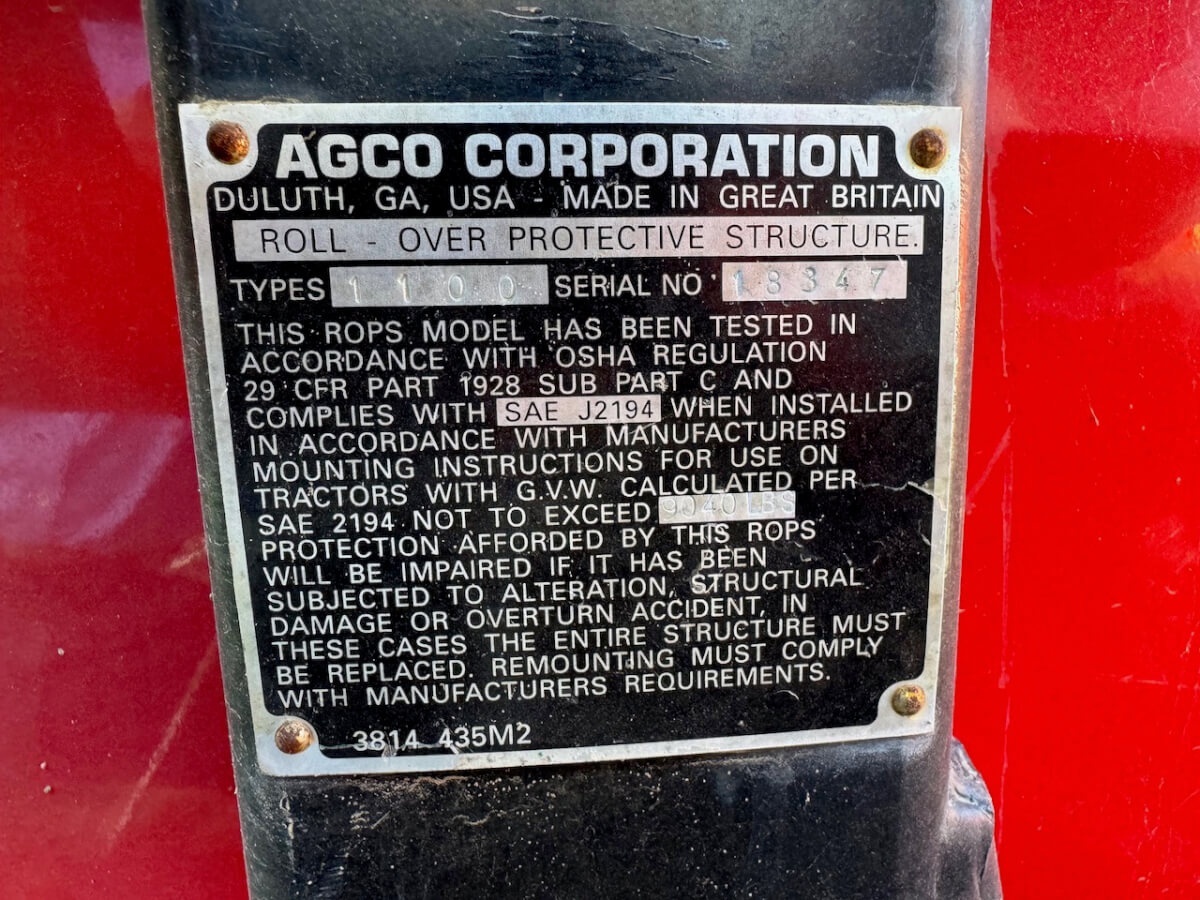 AGCO CORPORATION
DULUTH, GA, USA - MADE IN GREAT BRITAIN
ROLL - OVER PROTECTIVE STRUCTURE.
TYPES 1100 SERIAL NO 18347
THIS ROPS MODEL HAS BEEN TESTED IN
ACCORDANCE WITH OSHA REGULATION
29 CFR PART 1928 SUB PART C AND
COMPLIES WITH SAE J2194 WHEN INSTALLED
IN ACCORDANCE WITH MANUFACTURERS
MOUNTING INSTRUCTIONS FOR USE ON
TRACTORS WITH G.V.W. CALCULATED PER
SAE 2194 NOT TO EXCEED 9040LBS
PROTECTION AFFORDED BY THIS ROPS
WILL BE IMPAIRED IF IT HAS BEEN
SUBJECTED TO ALTERATION, STRUCTURAL
DAMAGE OR OVERTURN ACCIDENT, IN
THESE CASES THE ENTIRE STRUCTURE MUST
BE REPLACED. REMOUNTING MUST COMPLY
WITH MANUFACTURERS REQUIREMENTS.
3814 435M2